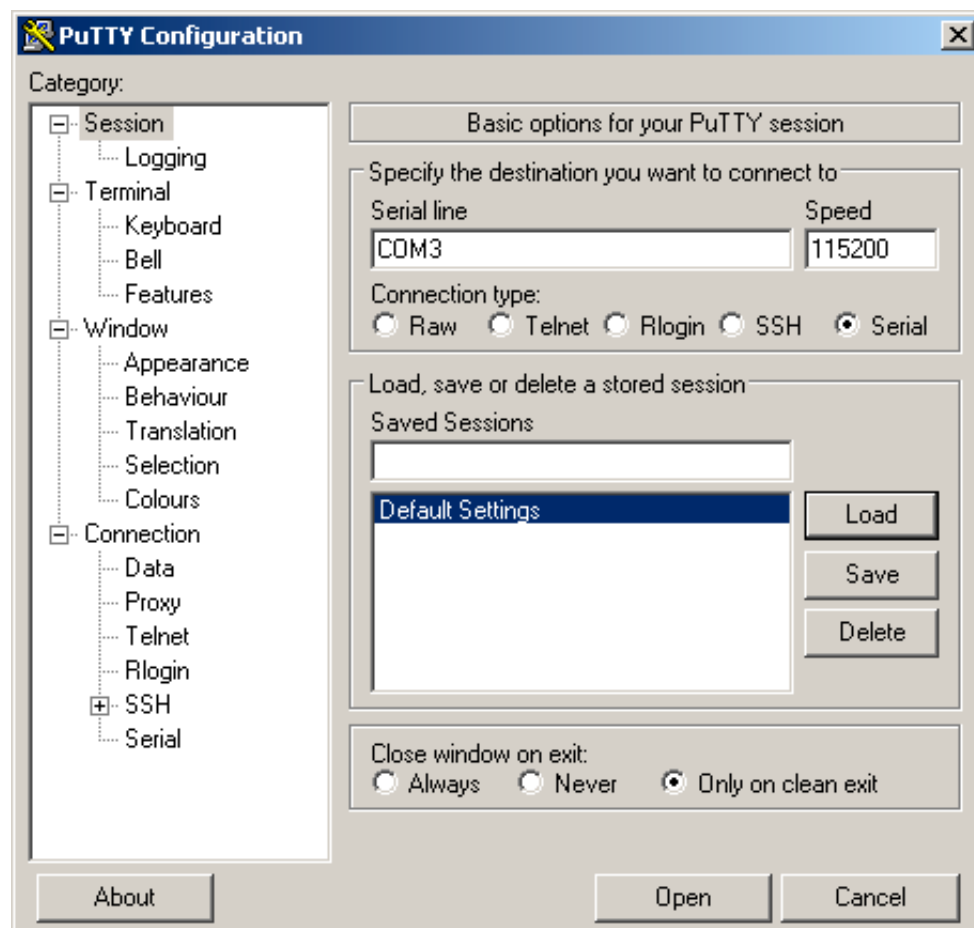 PuTTY Configuration
Category:
Session
Logging
Terminal
Keyboard
Bell
Features
Window
Appearance
Behaviour
Translation
Selection
Colours
Connection
Data
Proxy
Telnet
Rlogin
SSH
Serial
Basic options for your PuTTY session
Specify the destination you want to connect to
Serial line Speed
COM3 115200
Connection type:
Raw Telnet Rlogin SSH Serial
Load, save or delete a stored session
Saved Sessions
Default Settings
Load
Save
Delete
Close window on exit:
Always Never Only on clean exit
About Open Cancel